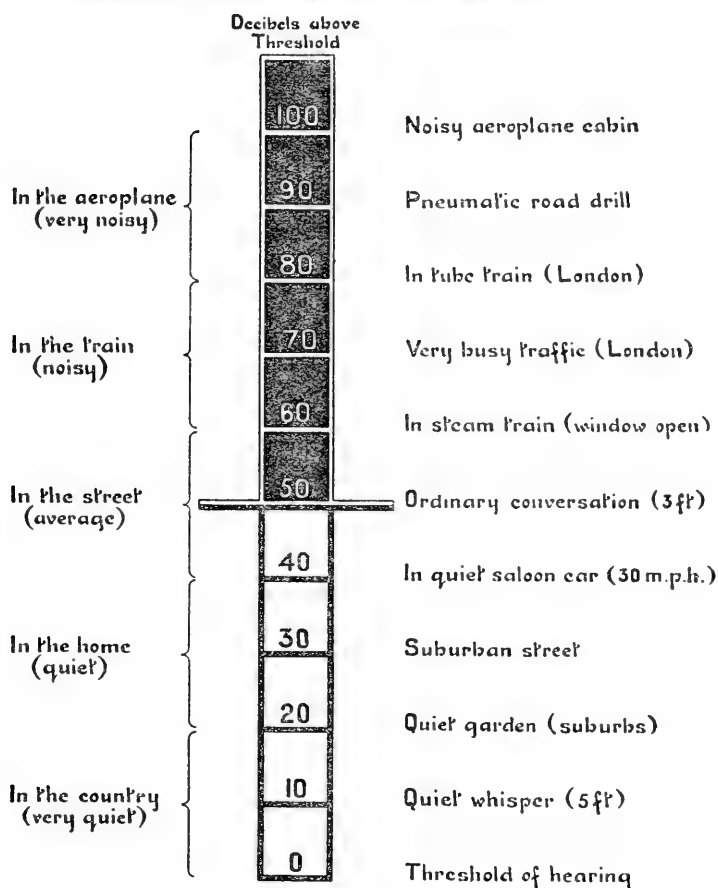 Decibels above
Threshold
100
Noisy aeroplane cabin
In the aeroplane
(very noisy)
90
Pneumatic road drill
80
In tube train (London)
In the train
(noisy)
70
Very busy traffic (London)
60
In steam train (window open)
In the street
(average)
50
Ordinary conversation (3ft)
40
In quiet saloon car (30 m.p.h.)
In the home
(quiet)
30
Suburban street
20
Quiet garden (suburbs)
In the country
(very quiet)
10
Quiet whisper (5ft)
0
Threshold of hearing